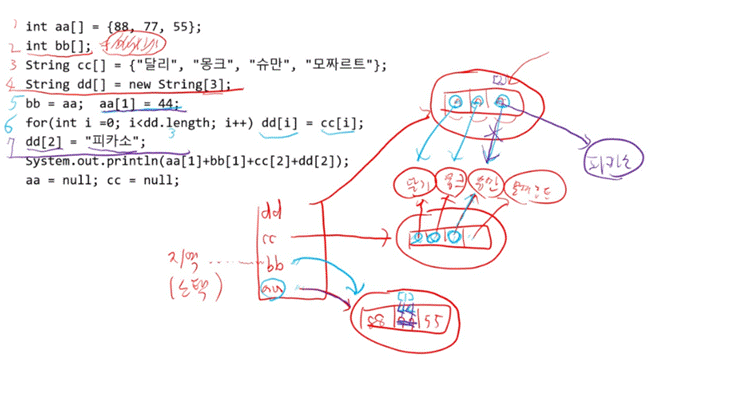 1 int aa[] = {88, 77, 55};
2 int bb[];
3 String cc[] = {"달리", "몽크", "슈만", "모짜르트"};
4 String dd[] = new String[3];
5 bb = aa; aa[1] = 44;
6 for(int i =0; i<dd.length; i++) dd[i] = cc[i];
3
7 dd[2] = "피카소";
System.out.println(aa[1]+bb[1]+cc[2]+dd[2]);
aa = null; cc = null;
피카소
달리 몽크 슈만 모짜르트
dd
cc
지역 bb
(스택) aa
44
88 55